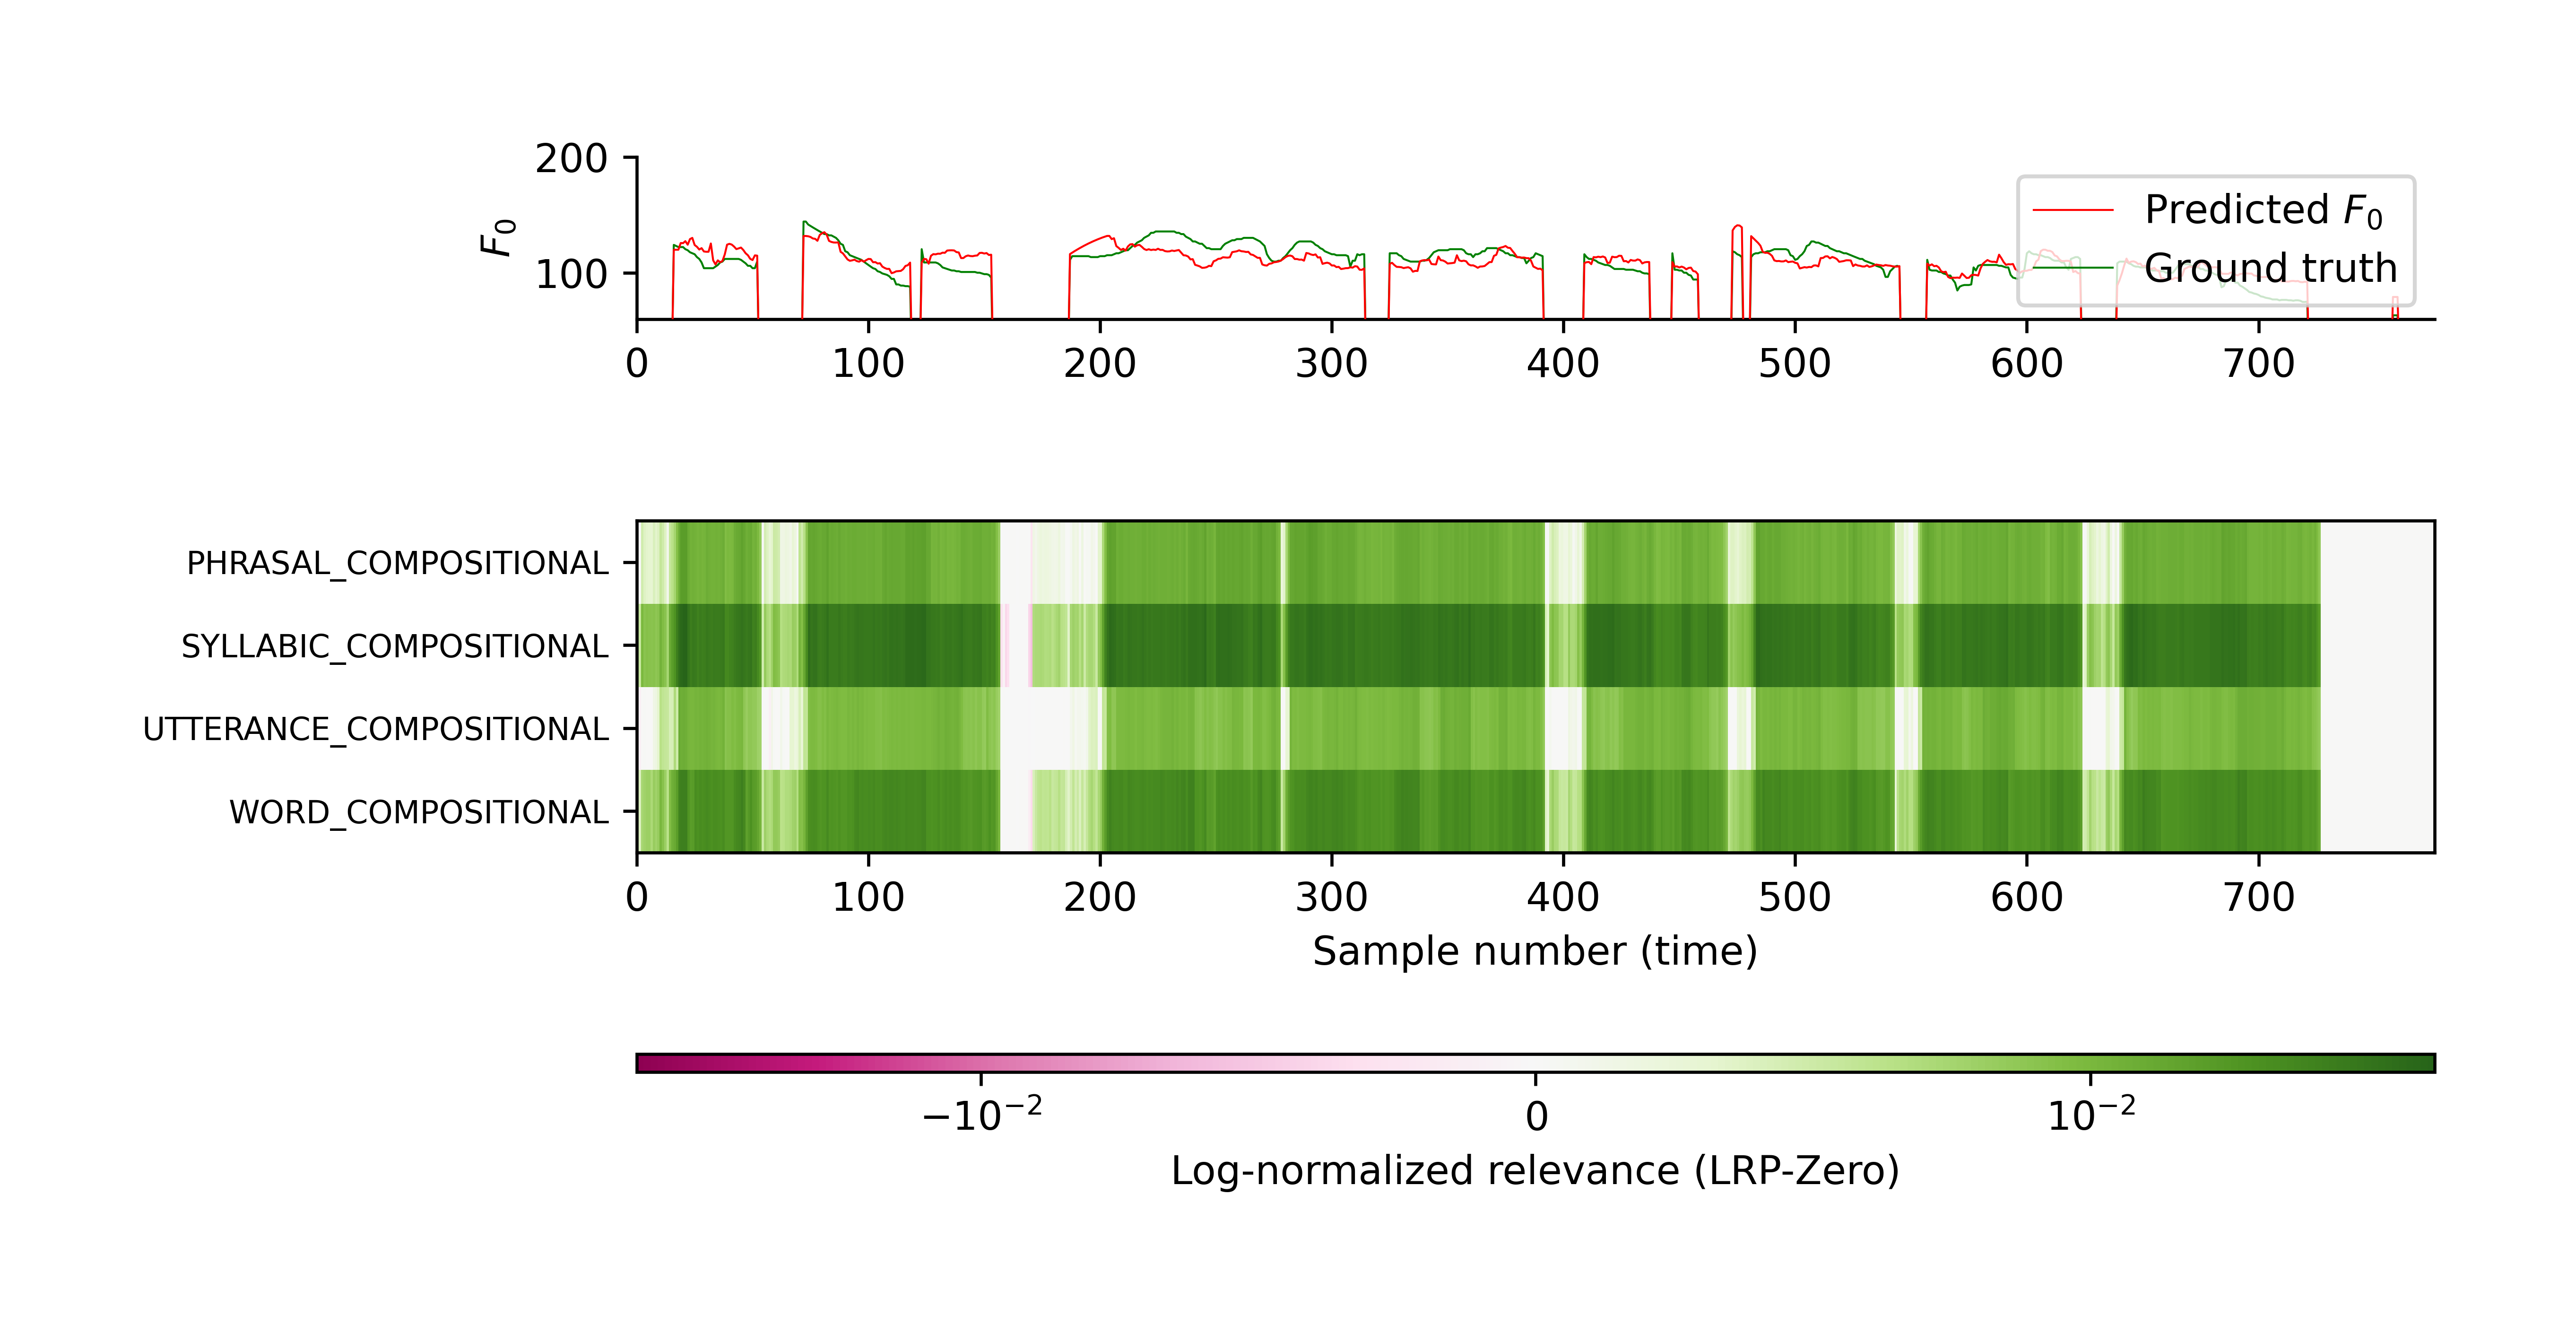 200
F₀
100
Predicted F₀
Ground truth
0 100 200 300 400 500 600 700
PHRASAL_COMPOSITIONAL
SYLLABIC_COMPOSITIONAL
UTTERANCE_COMPOSITIONAL
WORD_COMPOSITIONAL
0 100 200 300 400 500 600 700
Sample number (time)
−10⁻² 0 10⁻²
Log-normalized relevance (LRP-Zero)